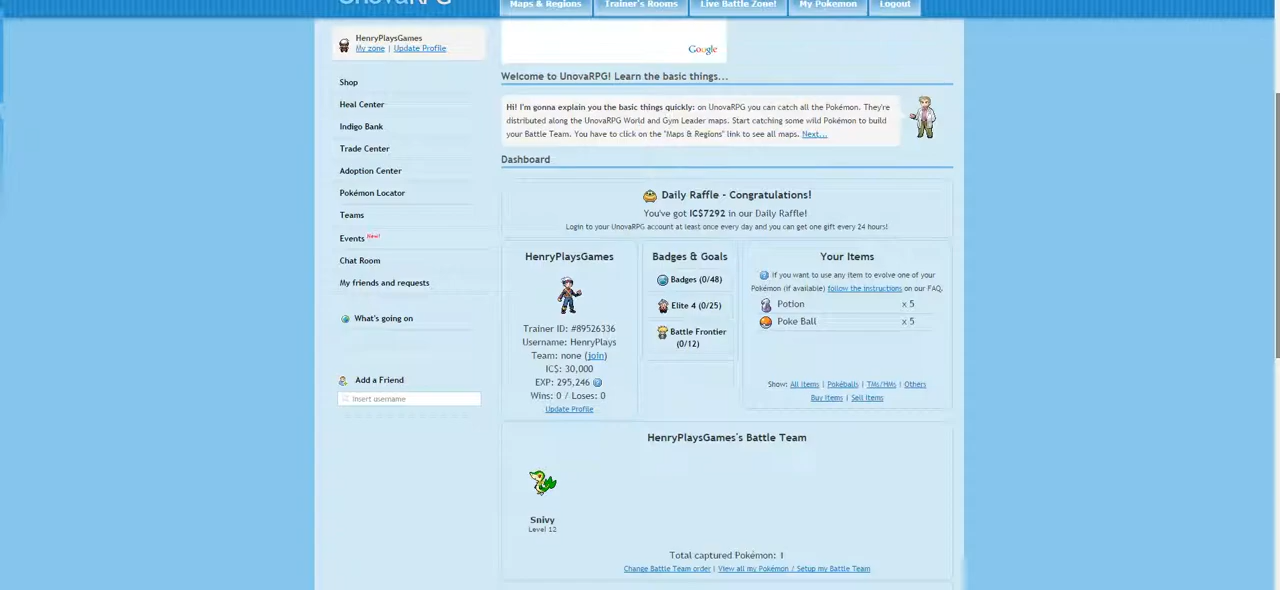 UnovaRPG
Maps & Regions
Trainer's Rooms
Live Battle Zone!
My Pokemon
Logout
HenryPlaysGames
My zone | Update Profile
Shop
Heal Center
Indigo Bank
Trade Center
Adoption Center
Pokémon Locator
Teams
Events New!
Chat Room
My friends and requests
What's going on
Add a Friend
Insert username
Google
Welcome to UnovaRPG! Learn the basic things...
Hi! I'm gonna explain you the basic things quickly: on UnovaRPG you can catch all the Pokémon. They're
distributed along the UnovaRPG World and Gym Leader maps. Start catching some wild Pokémon to build
your Battle Team. You have to click on the "Maps & Regions" link to see all maps. Next...
Dashboard
Daily Raffle - Congratulations!
You've got IC$7292 in our Daily Raffle!
Login to your UnovaRPG account at least once every day and you can get one gift every 24 hours!
HenryPlaysGames
Trainer ID: #89526336
Username: HenryPlays
Team: none (join)
IC$: 30,000
EXP: 295,246
Wins: 0 / Loses: 0
Update Profile
Badges & Goals
Badges (0/48)
Elite 4 (0/25)
Battle Frontier
(0/12)
Your Items
If you want to use any item to evolve one of your
Pokémon (if available) follow the instructions on our FAQ.
Potion x 5
Poke Ball x 5
Show: All Items | Pokéballs | TMs/HMs | Others
Buy Items | Sell Items
HenryPlaysGames's Battle Team
Snivy
Level 12
Total captured Pokémon: 1
Change Battle Team order | View all my Pokémon / Setup my Battle Team